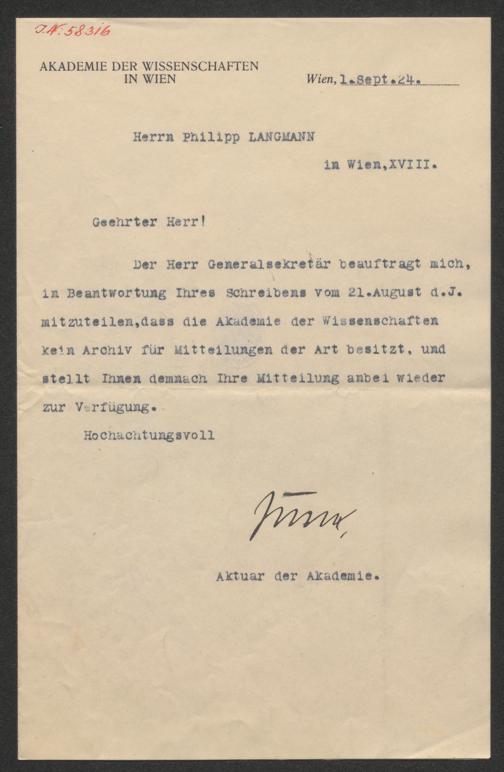 I.N. 58316
AKADEMIE DER WISSENSCHAFTEN
IN WIEN
Wien, 1.Sept.24.
Herrn Philipp LANGMANN
in Wien,XVIII.
Geehrter Herr!
Der Herr Generalsekretär beauftragt mich,
in Beantwortung Ihres Schreibens vom 21.August d.J.
mitzuteilen,dass die Akademie der Wissenschaften
kein Archiv für Mitteilungen der Art besitzt, und
stellt Ihnen demnach Ihre Mitteilung anbei wieder
zur Verfügung.
Hochachtungsvoll
Aktuar der Akademie.